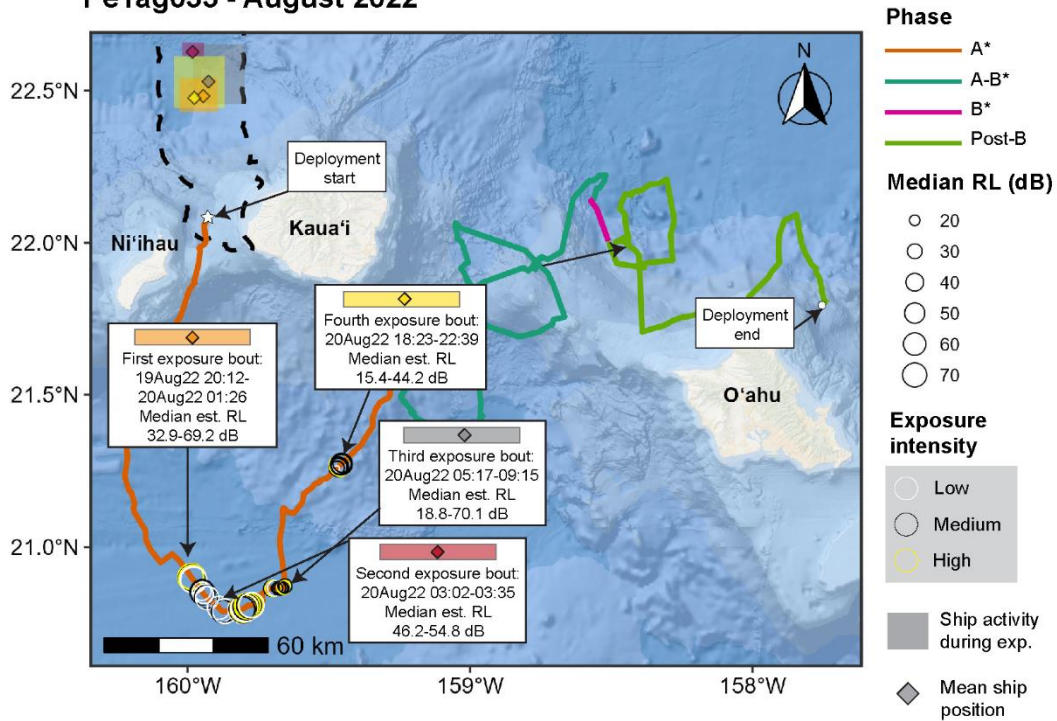 PeTag035 - August 2022
22.5°N
22.0°N
21.5°N
21.0°N
160°W
159°W
158°W
N
Deployment
start
Ni'ihau
Kaua'i
O'ahu
Deployment
end
First exposure bout:
19Aug22 20:12-
20Aug22 01:26
Median est. RL
32.9-69.2 dB
Fourth exposure bout:
20Aug22 18:23-22:39
Median est. RL
15.4-44.2 dB
Third exposure bout:
20Aug22 05:17-09:15
Median est. RL
18.8-70.1 dB
Second exposure bout:
20Aug22 03:02-03:35
Median est. RL
46.2-54.8 dB
60 km
Phase
A*
A-B*
B*
Post-B
Median RL (dB)
20
30
40
50
60
70
Exposure
intensity
Low
Medium
High
Ship activity
during exp.
Mean ship
position